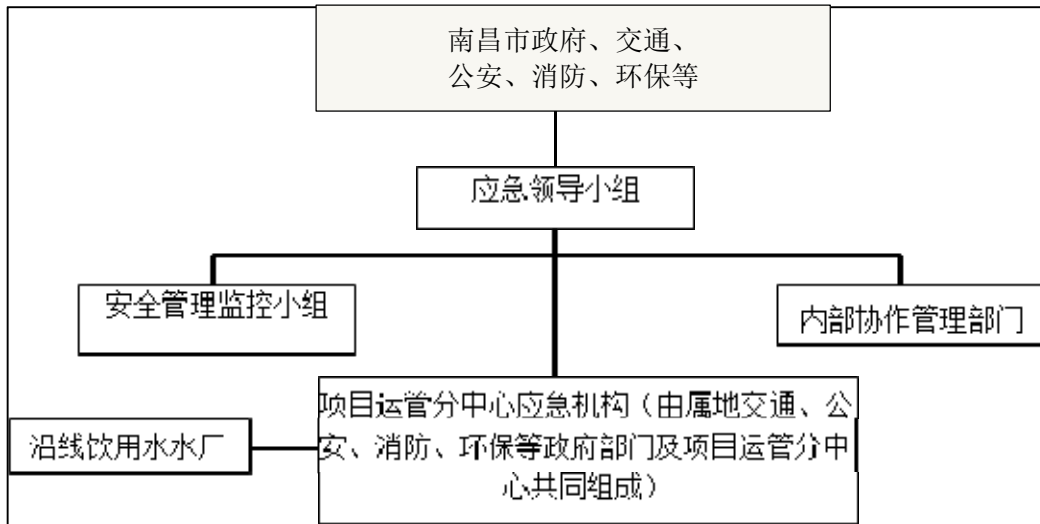 南昌市政府、交通、
公安、消防、环保等
应急领导小组
安全管理监控小组
内部协作管理部门
项目运管分中心应急机构（由属地交通、公
安、消防、环保等政府部门及项目运管分中
心共同组成）
沿线饮用水水厂